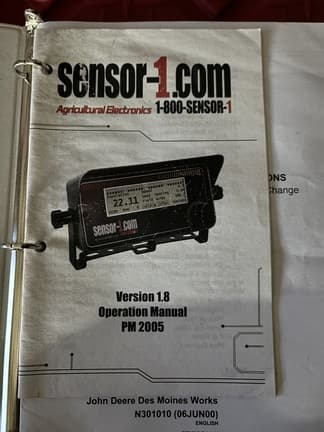 sensor-1.com
Agricultural Electronics 1-800-SENSOR-1
ONS
Change
22.11
sensor-1.com
Version 1.8
Operation Manual
PM 2005
John Deere Des Moines Works
N301010 (06JUN00)
ENGLISH